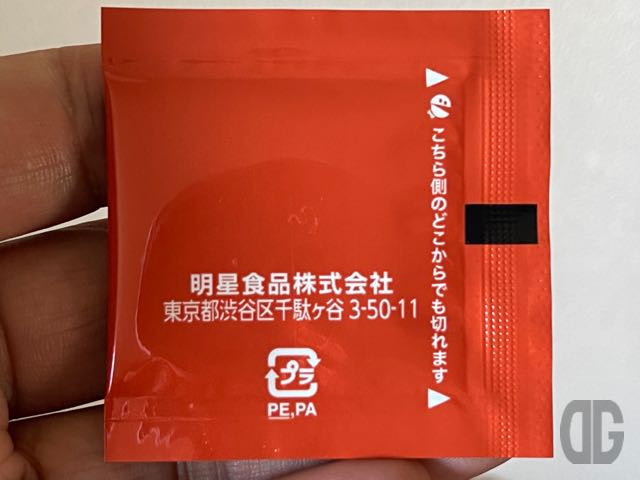 こちら側のどこからでも切れます
明星食品株式会社
東京都渋谷区千駄ヶ谷 3-50-11
プラ
PE,PA
DG